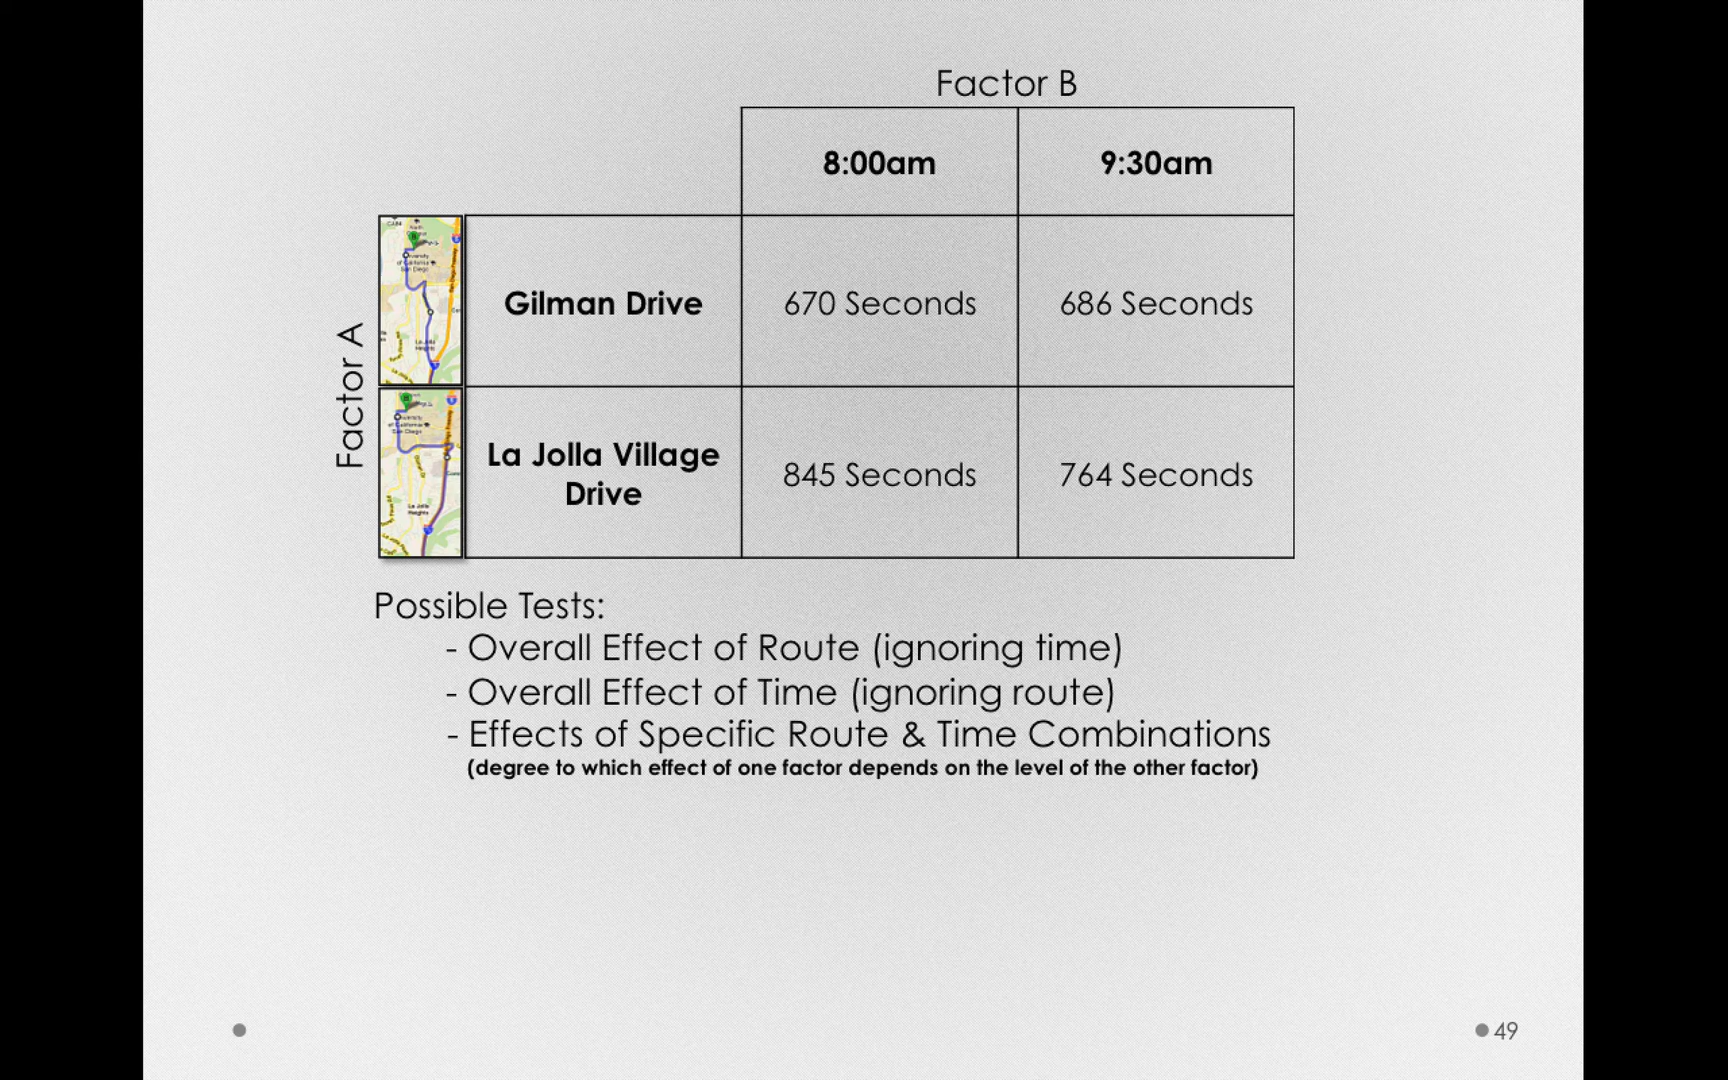 Factor B
8:00am
9:30am
Factor A
Gilman Drive
670 Seconds
686 Seconds
La Jolla Village
Drive
845 Seconds
764 Seconds
Possible Tests:
- Overall Effect of Route (ignoring time)
- Overall Effect of Time (ignoring route)
- Effects of Specific Route & Time Combinations
(degree to which effect of one factor depends on the level of the other factor)
49